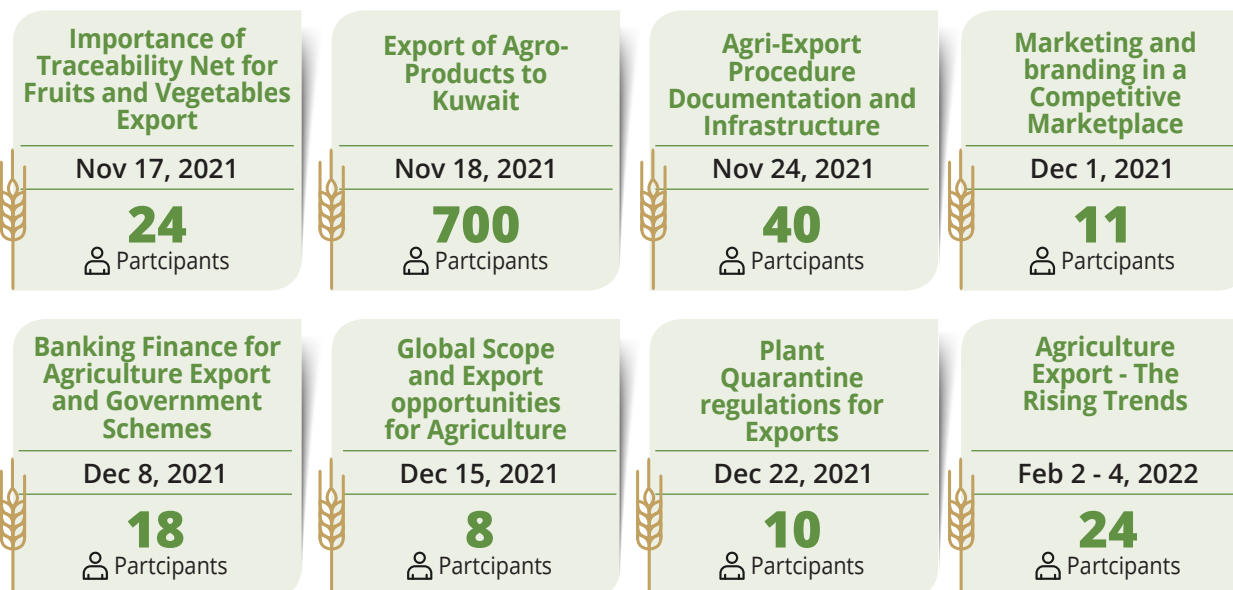 Importance of
Traceability Net for
Fruits and Vegetables
Export
Nov 17, 2021
24
Partcipants
Export of Agro-
Products to
Kuwait
Nov 18, 2021
700
Partcipants
Agri-Export
Procedure
Documentation and
Infrastructure
Nov 24, 2021
40
Partcipants
Marketing and
branding in a
Competitive
Marketplace
Dec 1, 2021
11
Partcipants
Banking Finance for
Agriculture Export
and Government
Schemes
Dec 8, 2021
18
Partcipants
Global Scope
and Export
opportunities
for Agriculture
Dec 15, 2021
8
Partcipants
Plant
Quarantine
regulations for
Exports
Dec 22, 2021
10
Partcipants
Agriculture
Export - The
Rising Trends
Feb 2 - 4, 2022
24
Partcipants